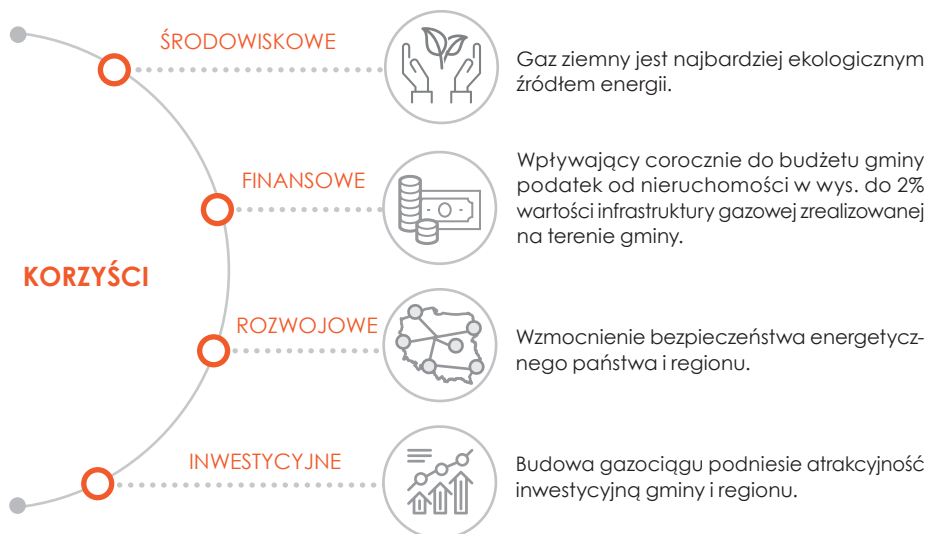 ŚRODOWISKOWE
Gaz ziemny jest najbardziej ekologicznym
źródłem energii.
FINANSOWE
Wpływający corocznie do budżetu gminy
podatek od nieruchomości w wys. do 2%
wartości infrastruktury gazowej zrealizowanej
na terenie gminy.
KORZYŚCI
ROZWOJOWE
Wzmocnienie bezpieczeństwa energetycz-
nego państwa i regionu.
INWESTYCYJNE
Budowa gazociągu podniesie atrakcyjność
inwestycyjną gminy i regionu.